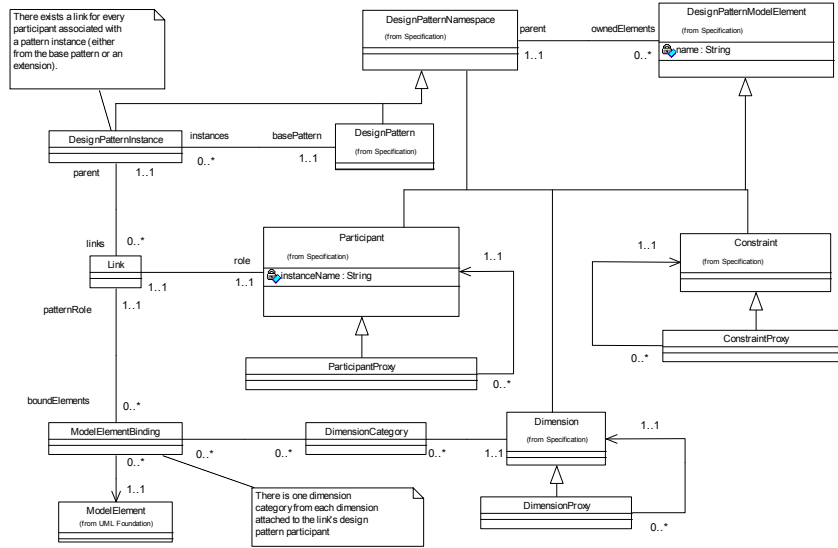 There exists a link for every
participant associated with
a pattern instance (either
from the base pattern or an
extension).
DesignPatternNamespace
(from Specification)
parent
1..1
ownedElements
0..*
DesignPatternModelElement
(from Specification)
name : String
DesignPatternInstance
instances
0..*
basePattern
1..1
DesignPattern
(from Specification)
parent
1..1
links
0..*
Link
1..1
role
1..1
Participant
(from Specification)
instanceName : String
1..1
ParticipantProxy
0..*
1..1
Constraint
(from Specification)
ConstraintProxy
0..*
patternRole
1..1
boundElements
0..*
ModelElementBinding
0..*
0..*
DimensionCategory
0..*
1..1
Dimension
(from Specification)
1..1
DimensionProxy
0..*
0..*
1..1
ModelElement
(from UML Foundation)
There is one dimension
category from each dimension
attached to the link's design
pattern participant